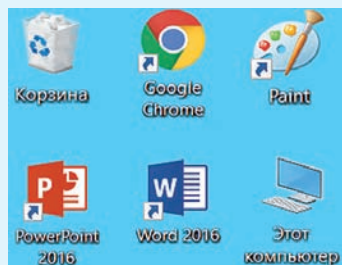 Корзина
Google
Chrome
Paint
PowerPoint
2016
Word 2016
Этот
компьютер